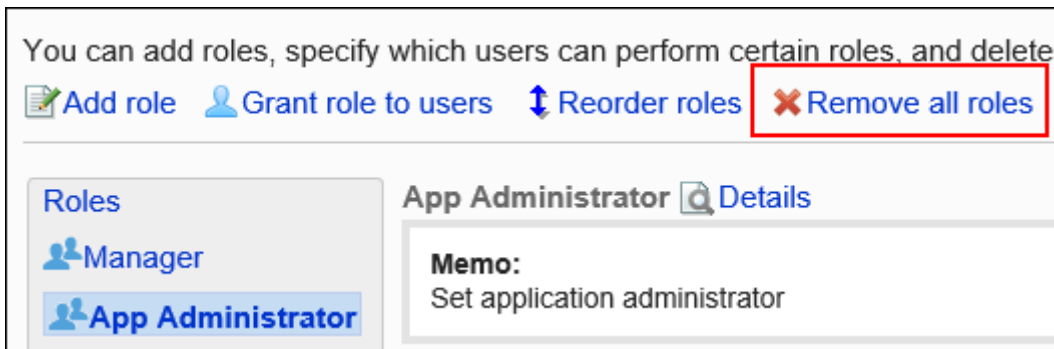 You can add roles, specify which users can perform certain roles, and delete
Add role Grant role to users Reorder roles Remove all roles
Roles
Manager
App Administrator
App Administrator Details
Memo:
Set application administrator